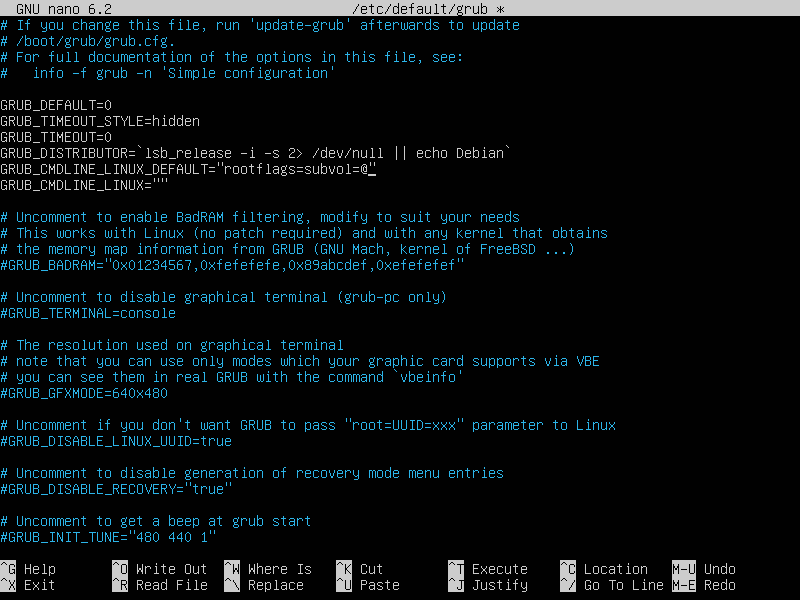 GNU nano 6.2 /etc/default/grub *
# If you change this file, run 'update-grub' afterwards to update
# /boot/grub/grub.cfg.
# For full documentation of the options in this file, see:
#   info -f grub -n 'Simple configuration'
GRUB_DEFAULT=0
GRUB_TIMEOUT_STYLE=hidden
GRUB_TIMEOUT=0
GRUB_DISTRIBUTOR=`lsb_release -i -s 2> /dev/null || echo Debian`
GRUB_CMDLINE_LINUX_DEFAULT="rootflags=subvol=@"
GRUB_CMDLINE_LINUX=""
# Uncomment to enable BadRAM filtering, modify to suit your needs
# This works with Linux (no patch required) and with any kernel that obtains
# the memory map information from GRUB (GNU Mach, kernel of FreeBSD ...)
#GRUB_BADRAM="0x01234567,0xfefefefe,0x89abcdef,0xefefefef"
# Uncomment to disable graphical terminal (grub-pc only)
#GRUB_TERMINAL=console
# The resolution used on graphical terminal
# note that you can use only modes which your graphic card supports via VBE
# you can see them in real GRUB with the command `vbeinfo'
#GRUB_GFXMODE=640x480
# Uncomment if you don't want GRUB to pass "root=UUID=xxx" parameter to Linux
#GRUB_DISABLE_LINUX_UUID=true
# Uncomment to disable generation of recovery mode menu entries
#GRUB_DISABLE_RECOVERY="true"
# Uncomment to get a beep at grub start
#GRUB_INIT_TUNE="480 440 1"
^G Help ^O Write Out ^W Where Is ^K Cut ^T Execute ^C Location M-U Undo
^X Exit ^R Read File ^\ Replace ^U Paste ^J Justify ^/ Go To Line M-E Redo